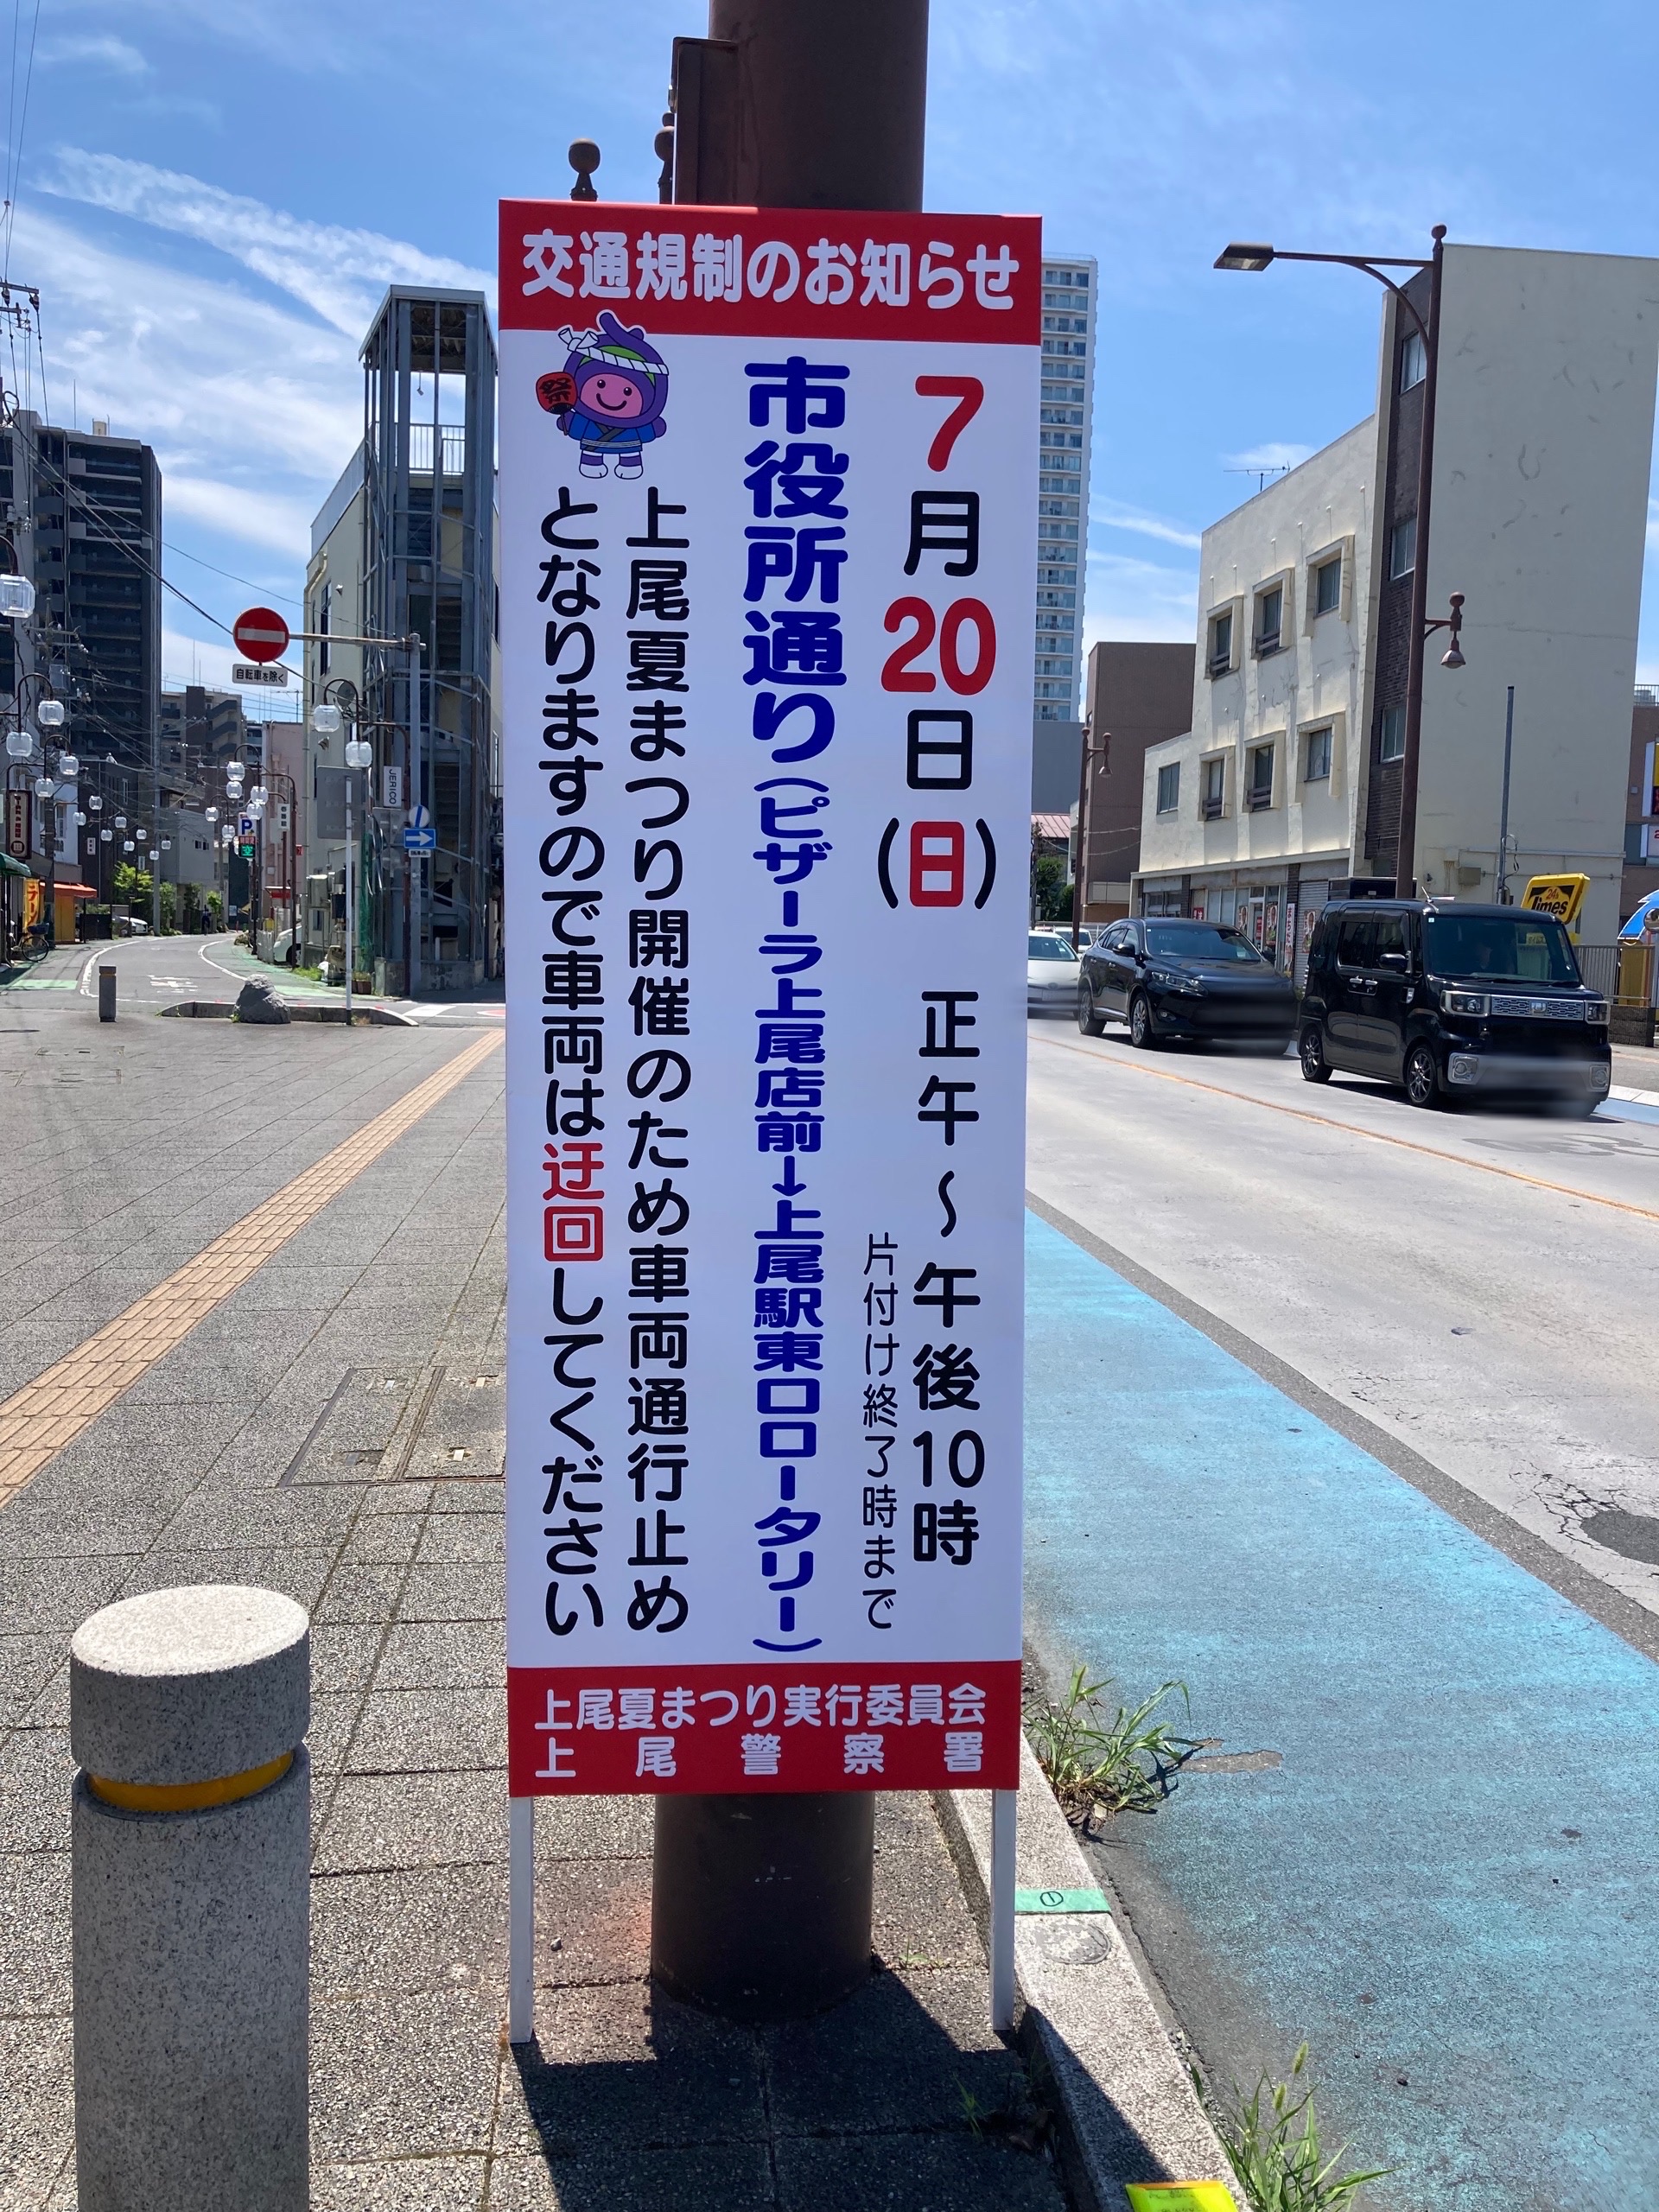 交通規制のお知らせ
7月20日(日) 正午〜午後10時
片付け終了時まで
市役所通り(ピザーラ上尾店前→上尾駅東口ロータリー)
上尾夏まつり開催のため車両通行止め
となりますので車両は迂回してください
祭
上尾夏まつり実行委員会
上尾警察署
自転車を除く
JERICO
P
空
24h
Times